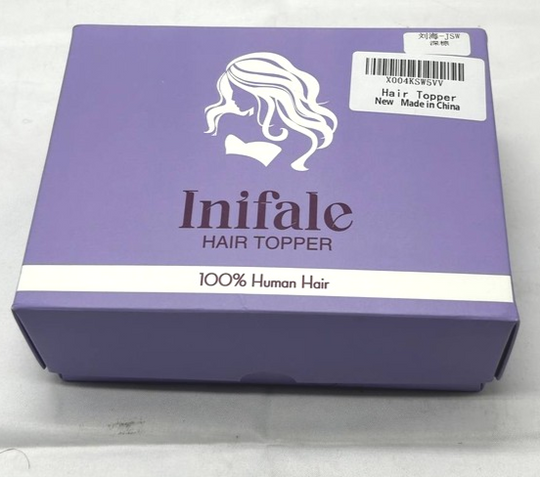 刘海-JSW
深棕
X004KSWSVV
Hair Topper
New Made in China
Inifale
HAIR TOPPER
100% Human Hair